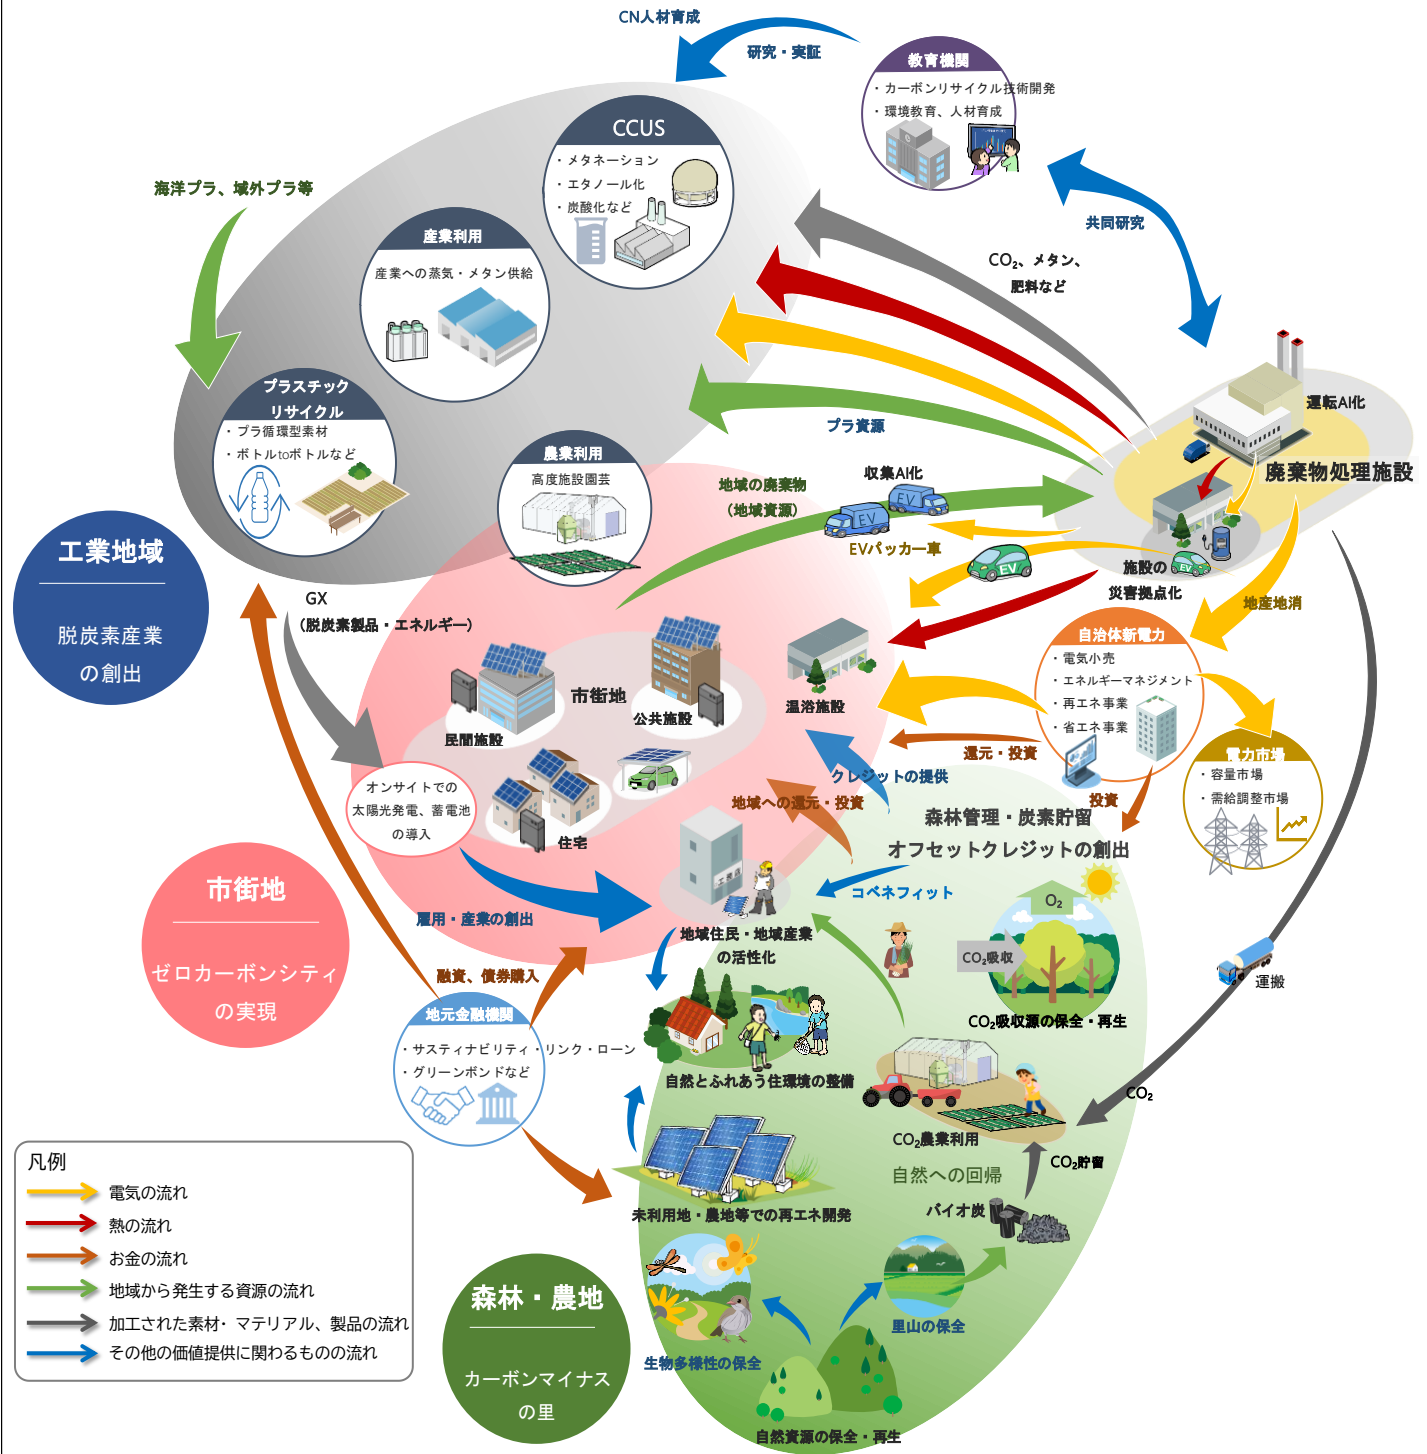 CN人材育成
研究・実証
教育機関
・カーボンリサイクル技術開発
・環境教育、人材育成
CCUS
・メタネーション
・エタノール化
・炭酸化など
海洋プラ、域外プラ等
共同研究
産業利用
産業への蒸気・メタン供給
CO₂、メタン、
肥料など
プラスチック
リサイクル
・プラ循環型素材
・ボトルtoボトルなど
運転AI化
廃棄物処理施設
プラ資源
農業利用
高度施設園芸
地域の廃棄物
（地域資源）
収集AI化
EV
EV
EVパッカー車
EV
EV
施設の
災害拠点化
地産地消
工業地域
脱炭素産業
の創出
GX
（脱炭素製品・エネルギー）
自治体新電力
・電気小売
・エネルギーマネジメント
・再エネ事業
・省エネ事業
市街地
公共施設
民間施設
温浴施設
還元・投資
電力市場
・容量市場
・需給調整市場
クレジットの提供
投資
オンサイトでの
太陽光発電、蓄電池
の導入
地域への還元・投資
森林管理・炭素貯留
オフセットクレジットの創出
住宅
コベネフィット
市街地
ゼロカーボンシティ
の実現
雇用・産業の創出
地域住民・地域産業
の活性化
O₂
CO₂吸収
CO₂吸収源の保全・再生
運搬
融資、債券購入
地元金融機関
・サスティナビリティ・リンク・ローン
・グリーンボンドなど
自然とふれあう住環境の整備
CO₂
CO₂農業利用
CO₂貯留
自然への回帰
バイオ炭
未利用地・農地等での再エネ開発
凡例
電気の流れ
熱の流れ
お金の流れ
地域から発生する資源の流れ
加工された素材・マテリアル、製品の流れ
その他の価値提供に関わるものの流れ
森林・農地
カーボンマイナス
の里
里山の保全
生物多様性の保全
自然資源の保全・再生